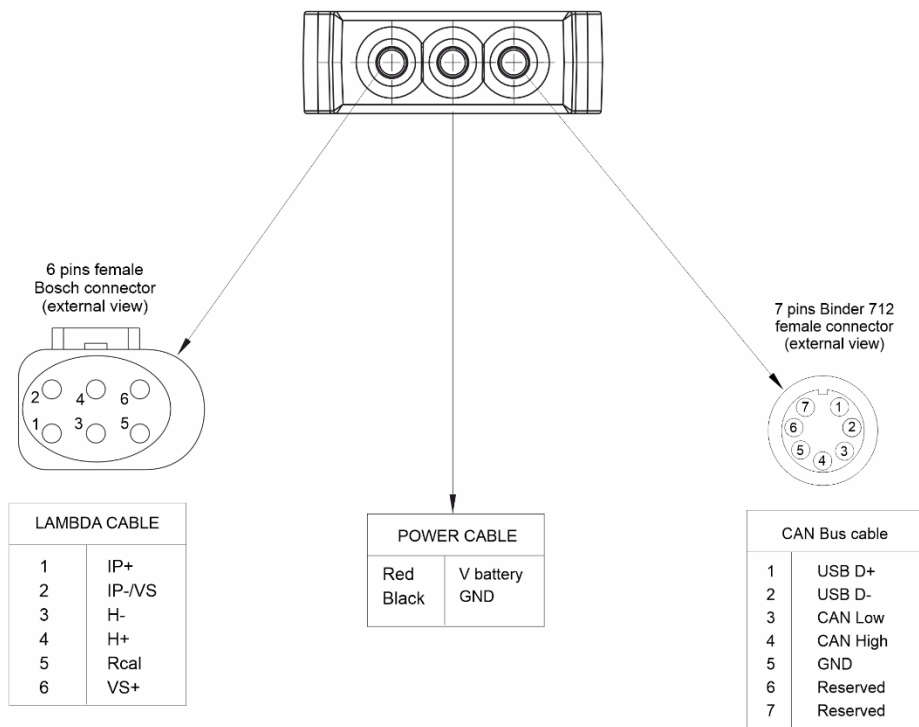 6 pins female
Bosch connector
(external view)
7 pins Binder 712
female connector
(external view)
2 4 6
1 3 5
7 1
6 2
5 3
4
LAMBDA CABLE
1 IP+
2 IP-/VS
3 H-
4 H+
5 Rcal
6 VS+
POWER CABLE
Red V battery
Black GND
CAN Bus cable
1 USB D+
2 USB D-
3 CAN Low
4 CAN High
5 GND
6 Reserved
7 Reserved